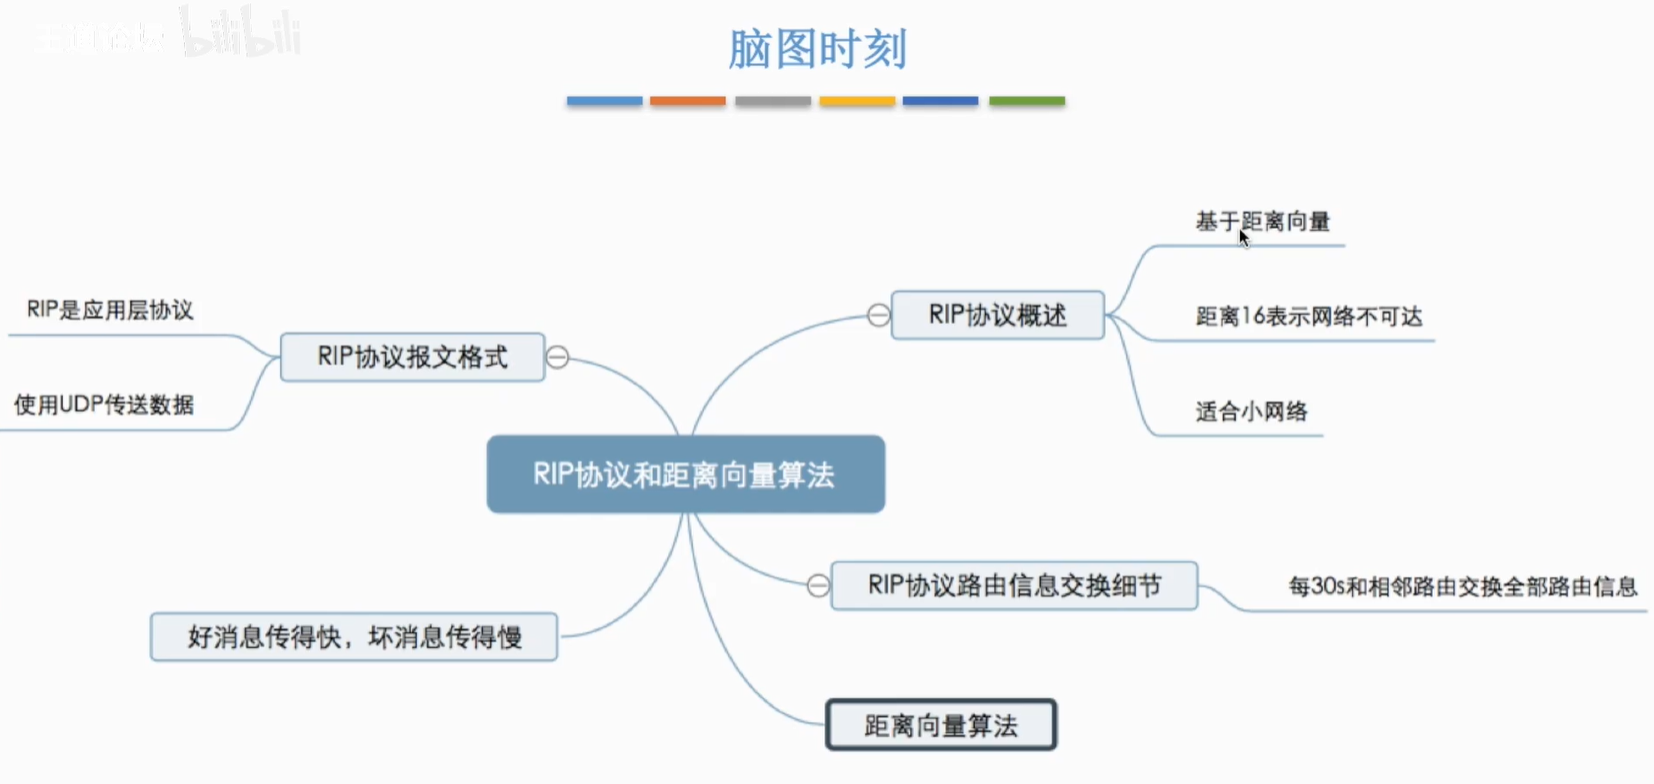 王道论坛 bilibili
脑图时刻
基于距离向量
RIP是应用层协议
RIP协议概述
距离16表示网络不可达
RIP协议报文格式
使用UDP传送数据
适合小网络
RIP协议和距离向量算法
RIP协议路由信息交换细节
每30s和相邻路由交换全部路由信息
好消息传得快，坏消息传得慢
距离向量算法